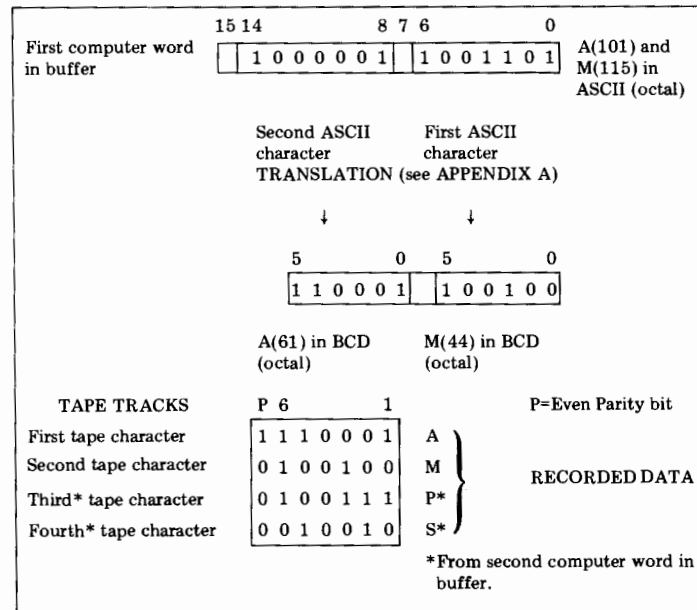 15 14 8 7 6 0
First computer word in buffer
1 0 0 0 0 0 1 1 0 0 1 1 0 1
A(101) and M(115) in ASCII (octal)
Second ASCII character
First ASCII character
TRANSLATION (see APPENDIX A)
↓ ↓
5 0 5 0
1 1 0 0 0 1 1 0 0 1 0 0
A(61) in BCD (octal)
M(44) in BCD (octal)
TAPE TRACKS P 6 1 P=Even Parity bit
First tape character 1 1 1 0 0 0 1 A
Second tape character 0 1 0 0 1 0 0 M
Third* tape character 0 1 0 0 1 1 1 P*
Fourth* tape character 0 0 1 0 0 1 0 S*
RECORDED DATA
*From second computer word in buffer.